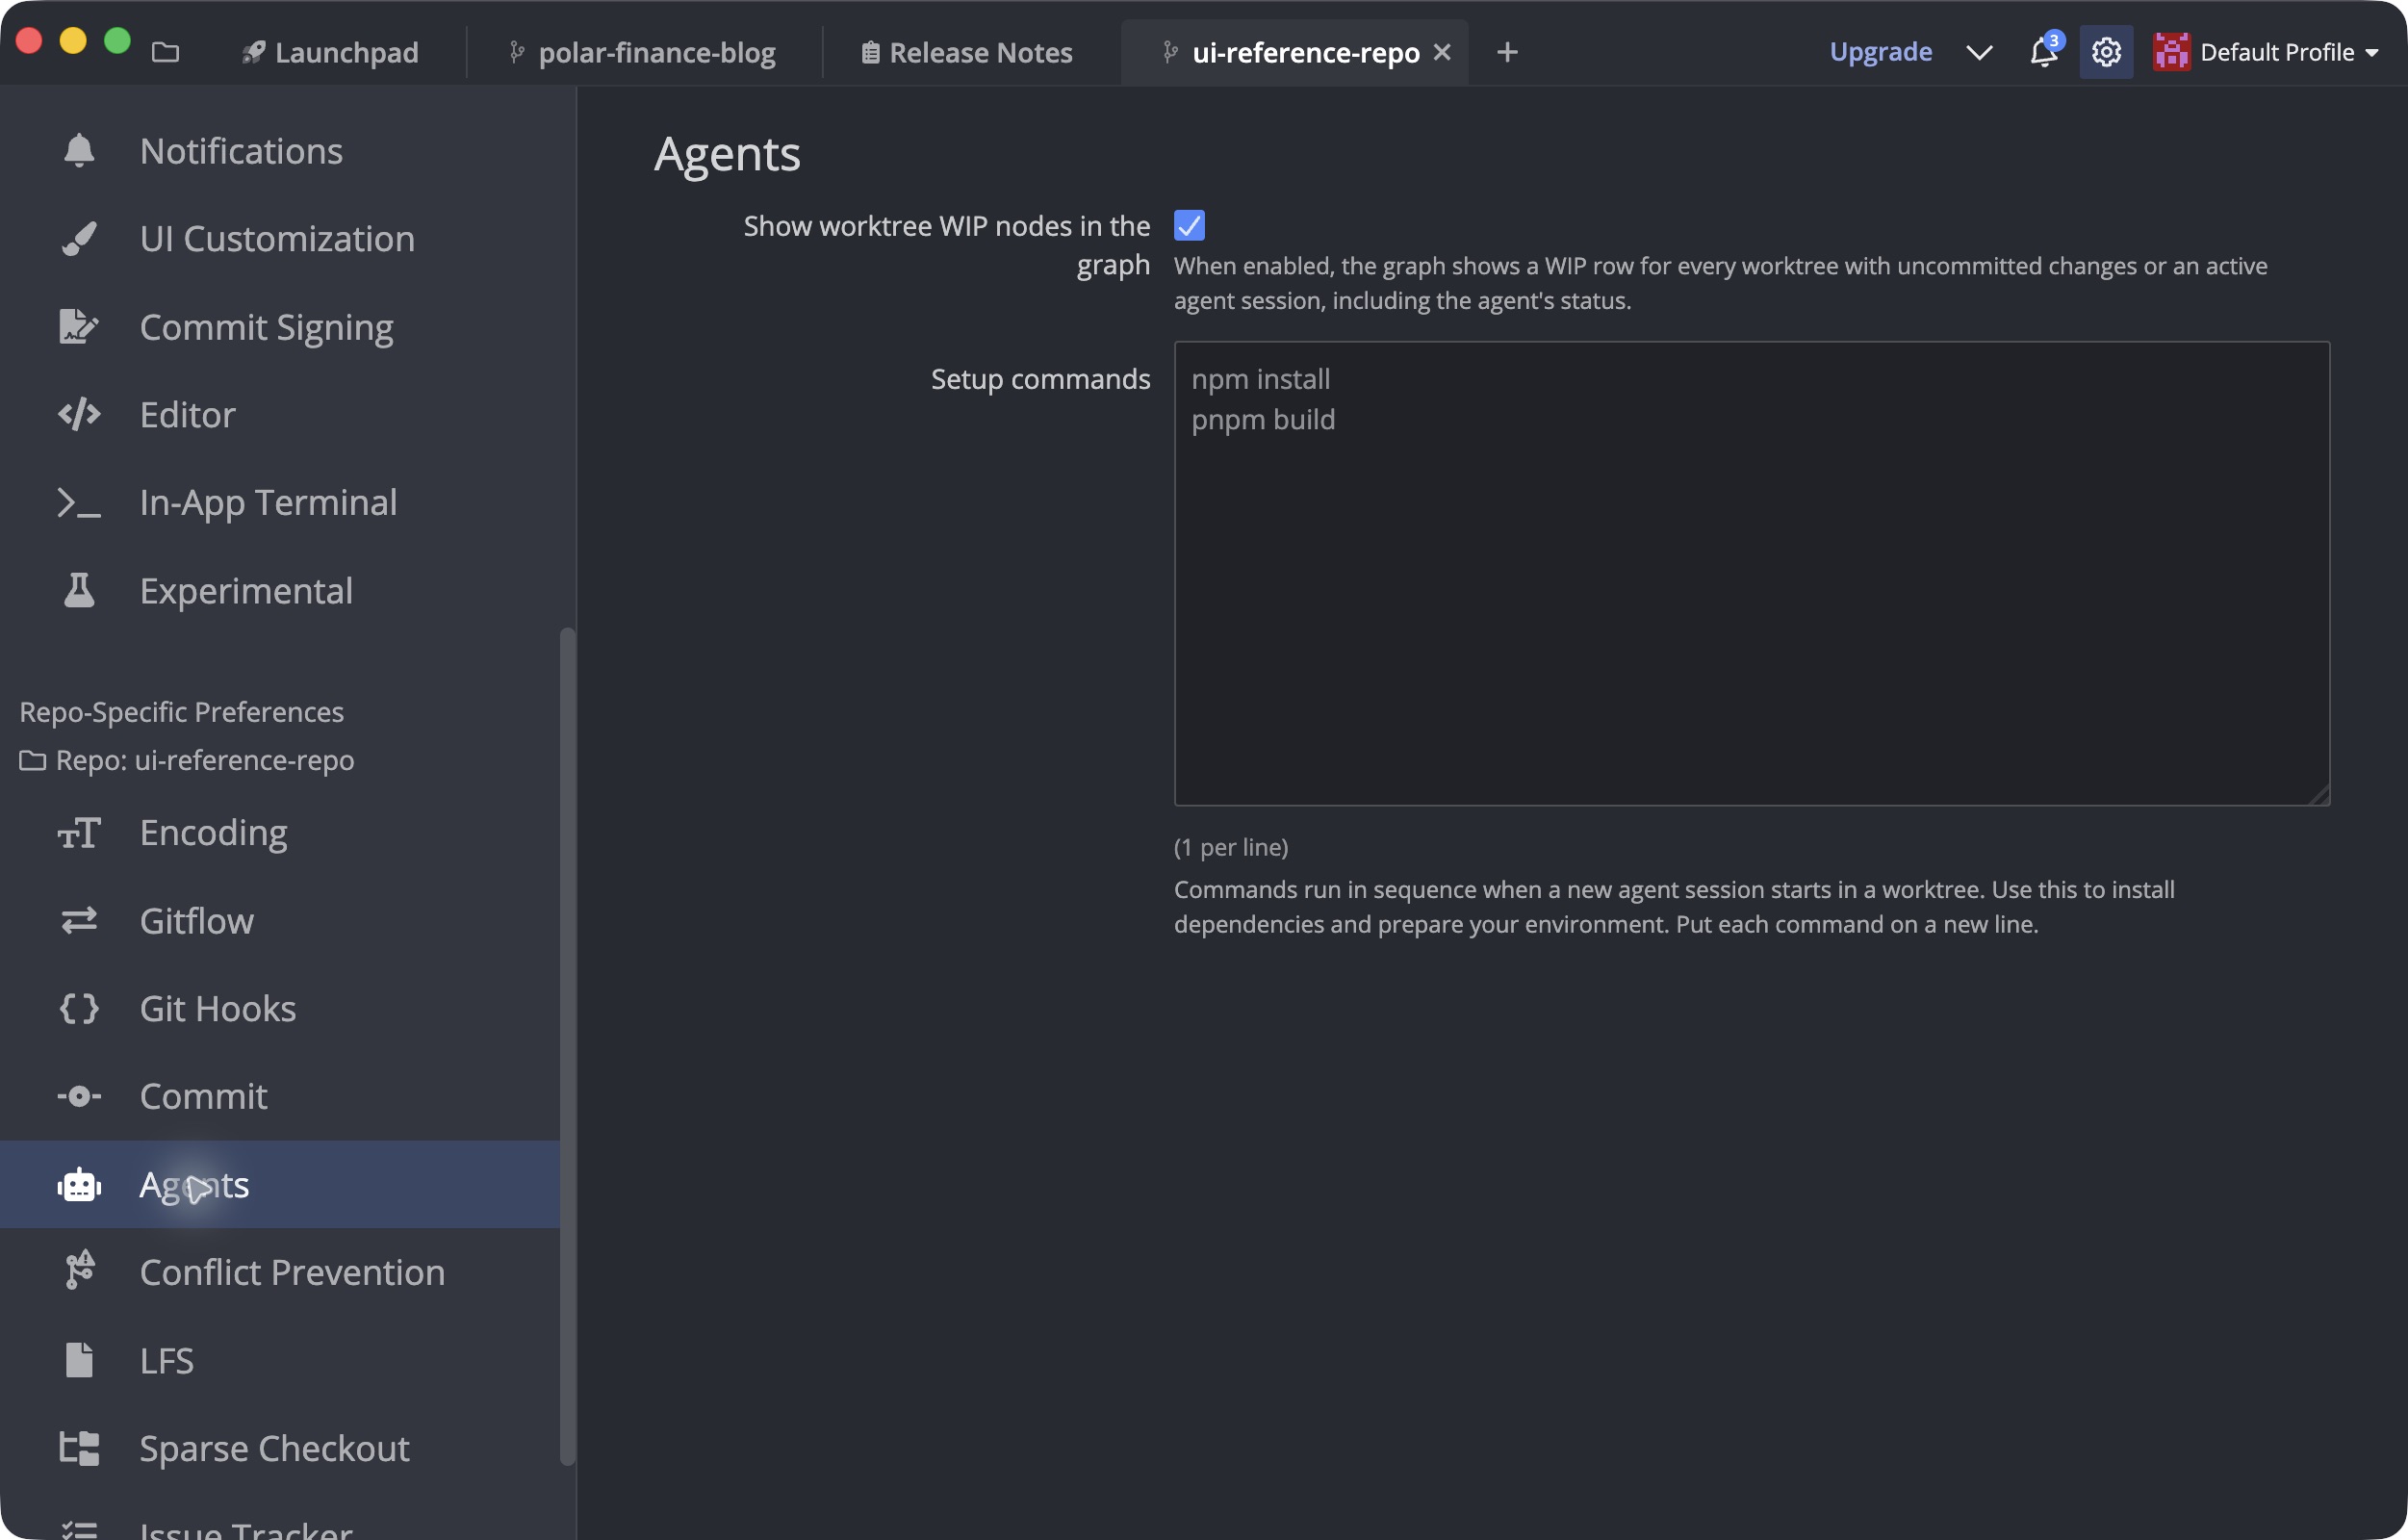 Launchpad
polar-finance-blog
Release Notes
ui-reference-repo
Upgrade
3
Default Profile
Notifications
UI Customization
Commit Signing
Editor
In-App Terminal
Experimental
Repo-Specific Preferences
Repo: ui-reference-repo
Encoding
Gitflow
Git Hooks
Commit
Agents
Conflict Prevention
LFS
Sparse Checkout
Issue Tracker
Agents
Show worktree WIP nodes in the
graph
When enabled, the graph shows a WIP row for every worktree with uncommitted changes or an active
agent session, including the agent's status.
Setup commands
npm install
pnpm build
(1 per line)
Commands run in sequence when a new agent session starts in a worktree. Use this to install
dependencies and prepare your environment. Put each command on a new line.